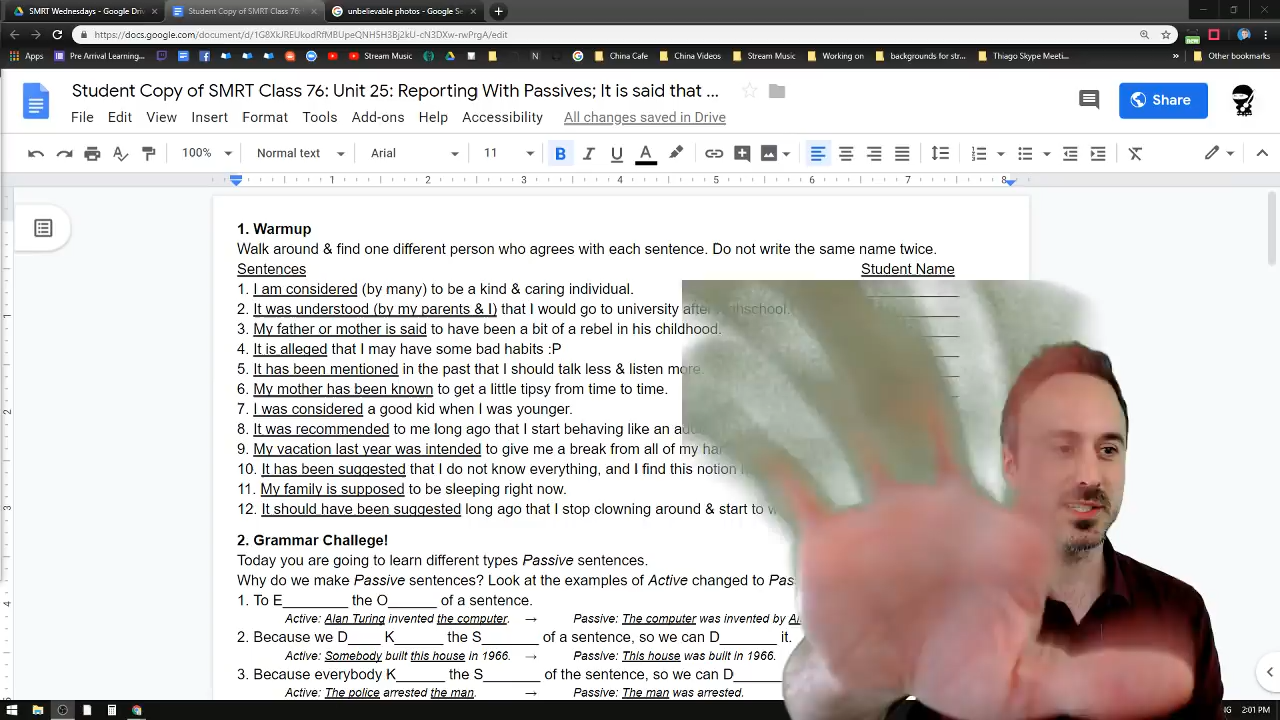 SMRT Wednesdays - Google Driv
Student Copy of SMRT Class 76:
unbelievable photos - Google Se
https://docs.google.com/document/d/1G8XkJREUkodRfMBUpeQNH5H3Bj2kU-cN3DXw-rwPrgA/edit
Apps
Pre Arrival Learning...
Stream Music
China Cafe
China Videos
Stream Music
Working on
backgrounds for str...
Thiago Skype Meeti...
Other bookmarks
Student Copy of SMRT Class 76: Unit 25: Reporting With Passives; It is said that ...
Share
File Edit View Insert Format Tools Add-ons Help Accessibility All changes saved in Drive
100% Normal text Arial 11 B I U A
1 2 3 4 5 6 7 8
1. Warmup
Walk around & find one different person who agrees with each sentence. Do not write the same name twice.
Sentences Student Name
1. I am considered (by many) to be a kind & caring individual.
2. It was understood (by my parents & I) that I would go to university after highschool.
3. My father or mother is said to have been a bit of a rebel in his childhood.
4. It is alleged that I may have some bad habits :P
5. It has been mentioned in the past that I should talk less & listen more.
6. My mother has been known to get a little tipsy from time to time.
7. I was considered a good kid when I was younger.
8. It was recommended to me long ago that I start behaving like an
9. My vacation last year was intended to give me a break from all of my
10. It has been suggested that I do not know everything, and I find this notion
11. My family is supposed to be sleeping right now.
12. It should have been suggested long ago that I stop clowning around & start to
2. Grammar Challege!
Today you are going to learn different types Passive sentences.
Why do we make Passive sentences? Look at the examples of Active changed to Pas
1. To E________ the O______ of a sentence.
Active: Alan Turing invented the computer. → Passive: The computer was invented by
2. Because we D____ K______ the S_______ of a sentence, so we can D_______ it.
Active: Somebody built this house in 1966. → Passive: This house was built in 1966.
3. Because everybody K______ the S_______ of the sentence, so we can D_______
Active: The police arrested the man. → Passive: The man was arrested.
2:01 PM